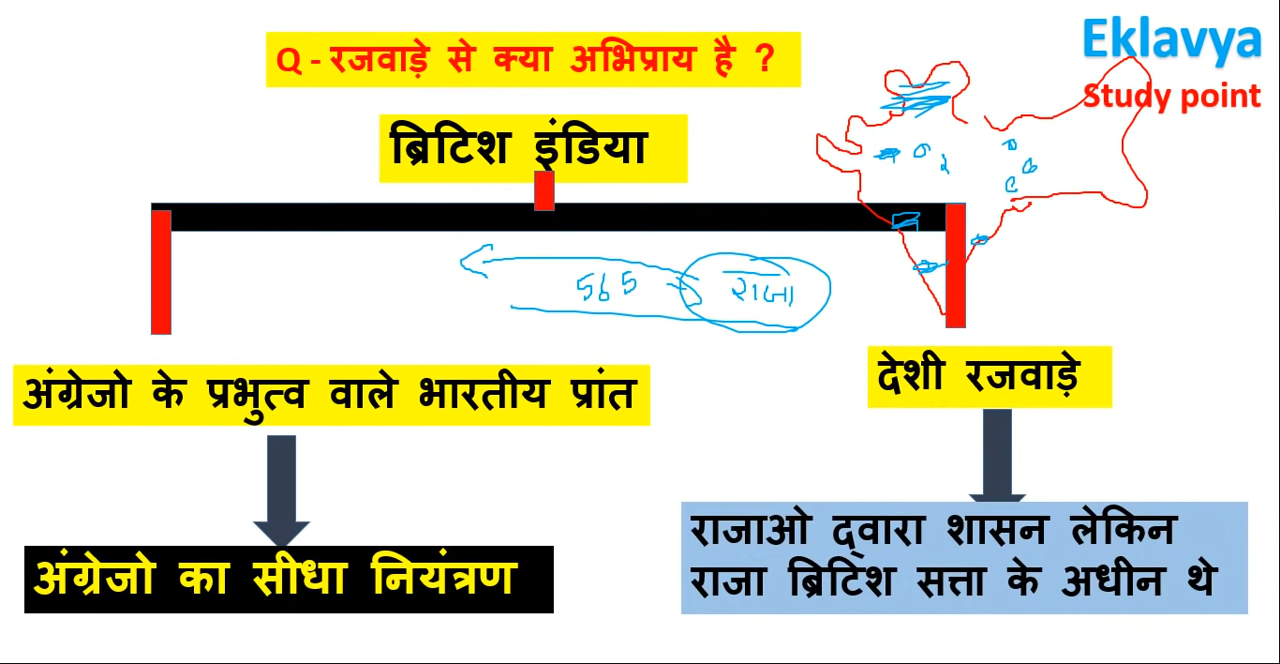 Eklavya
Study point
Q - रजवाड़े से क्या अभिप्राय है ?
ब्रिटिश इंडिया
565 राजा
अंग्रेजो के प्रभुत्व वाले भारतीय प्रांत
देशी रजवाड़े
अंग्रेजो का सीधा नियंत्रण
राजाओ द्वारा शासन लेकिन
राजा ब्रिटिश सत्ता के अधीन थे